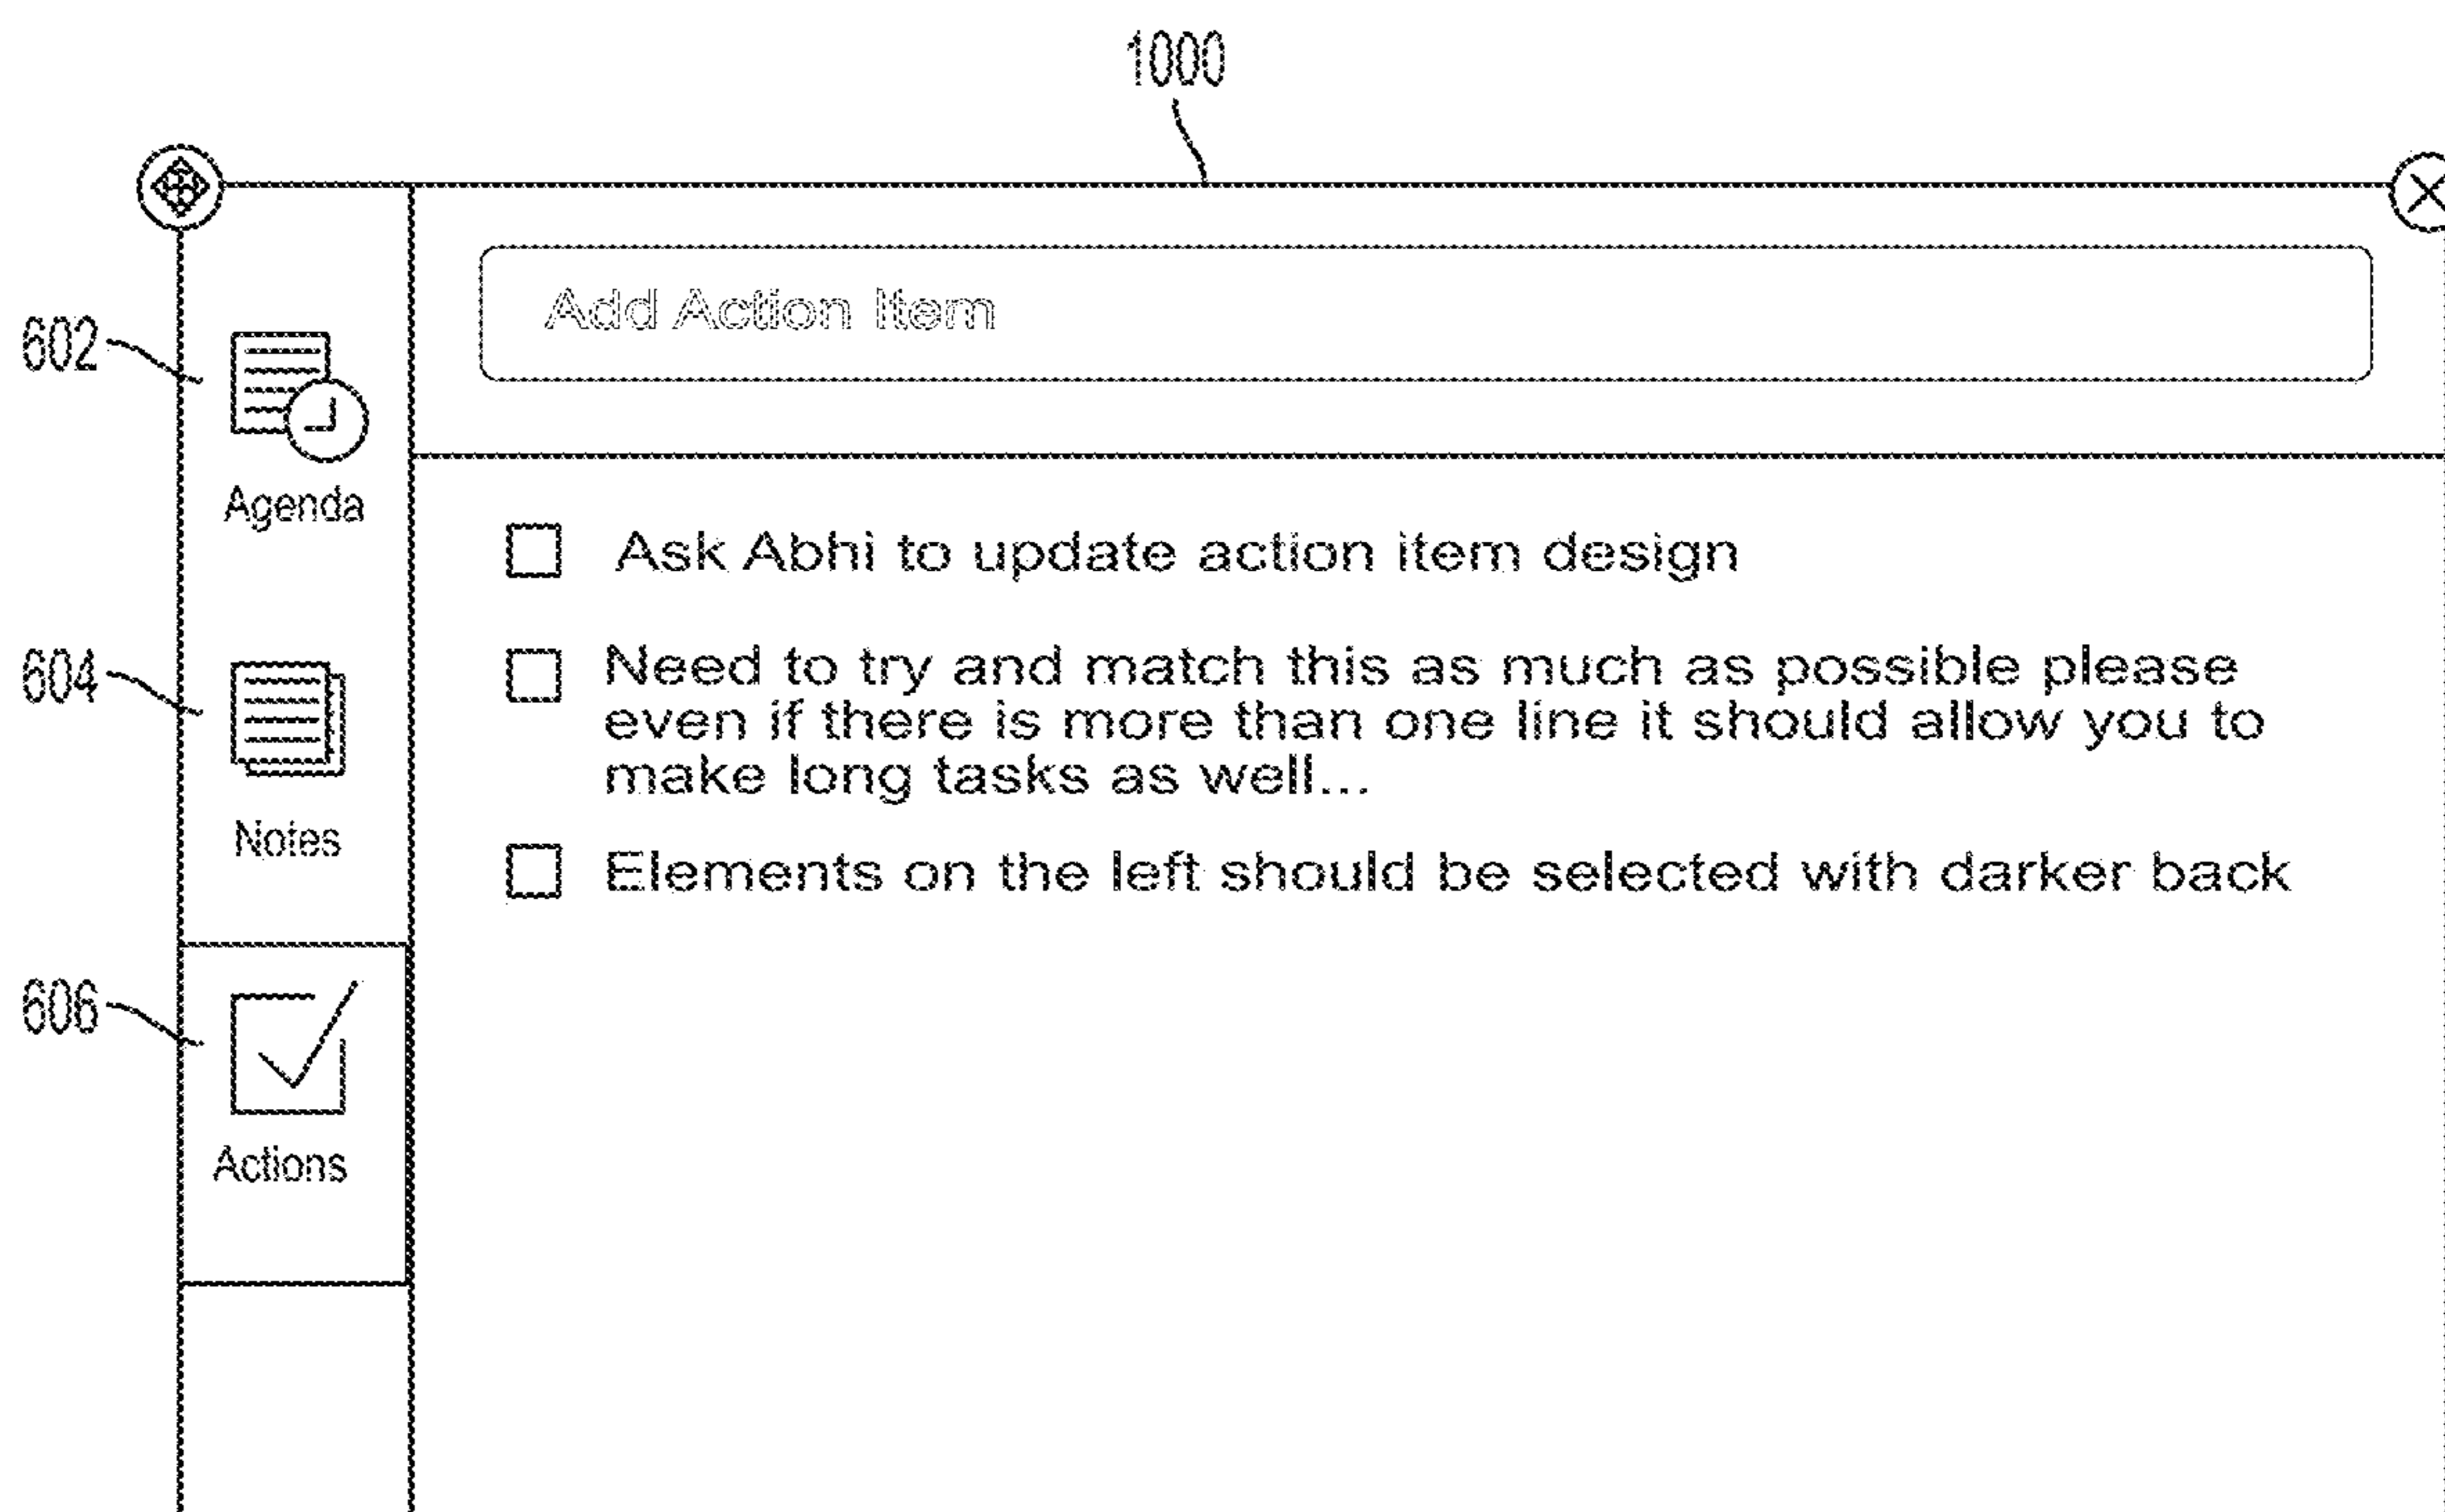 1000
Add Action Item
602
Agenda
Ask Abhi to update action item design
604
Need to try and match this as much as possible please
even if there is more than one line it should allow you to
make long tasks as well...
Notes
Elements on the left should be selected with darker back
606
Actions